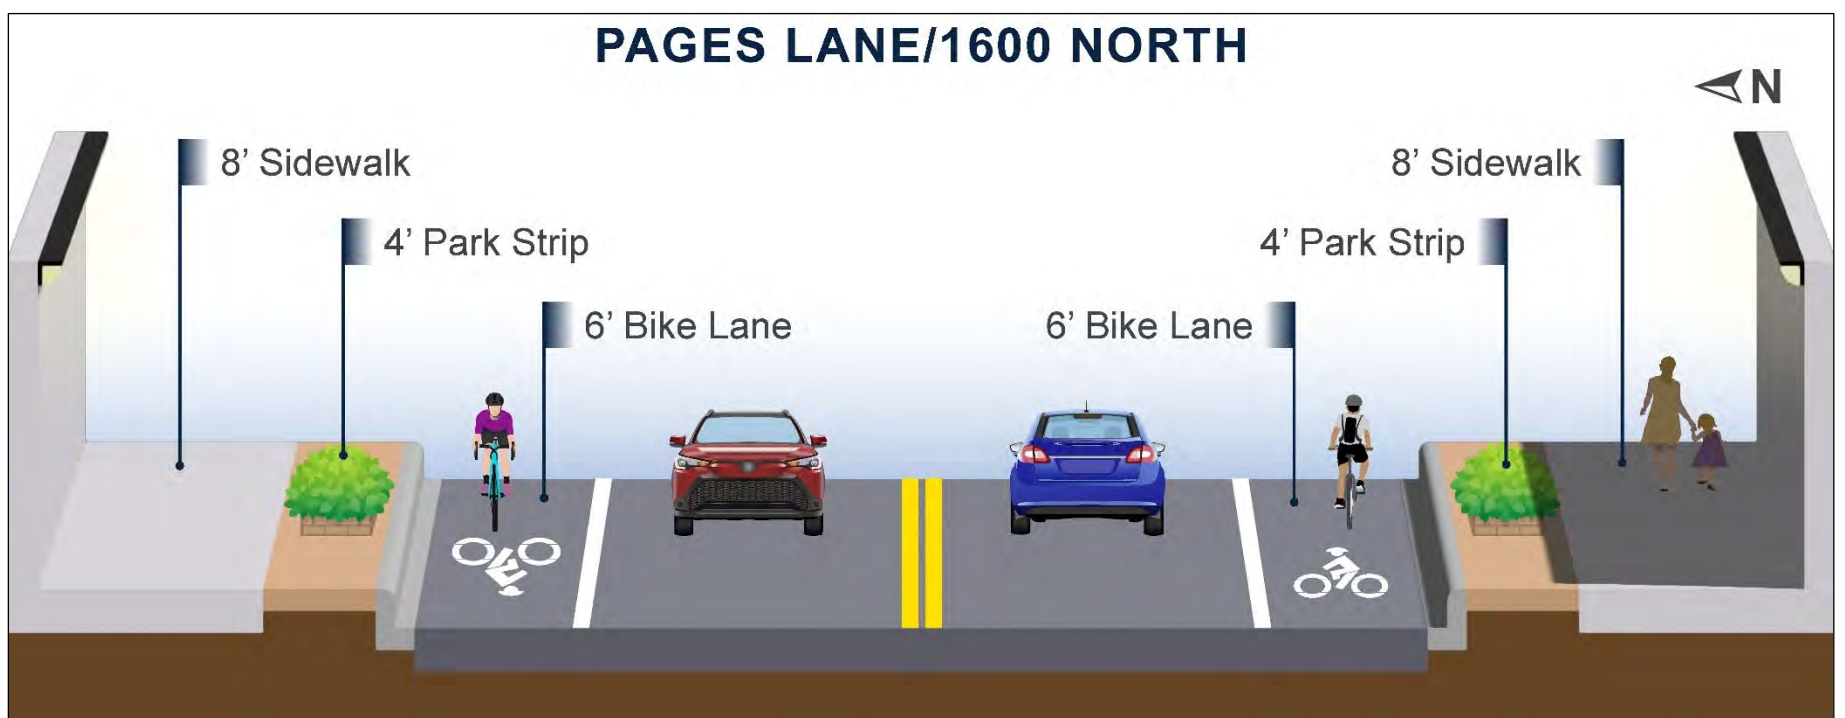 PAGES LANE/1600 NORTH
N
8’ Sidewalk
8’ Sidewalk
4’ Park Strip
4’ Park Strip
6’ Bike Lane
6’ Bike Lane